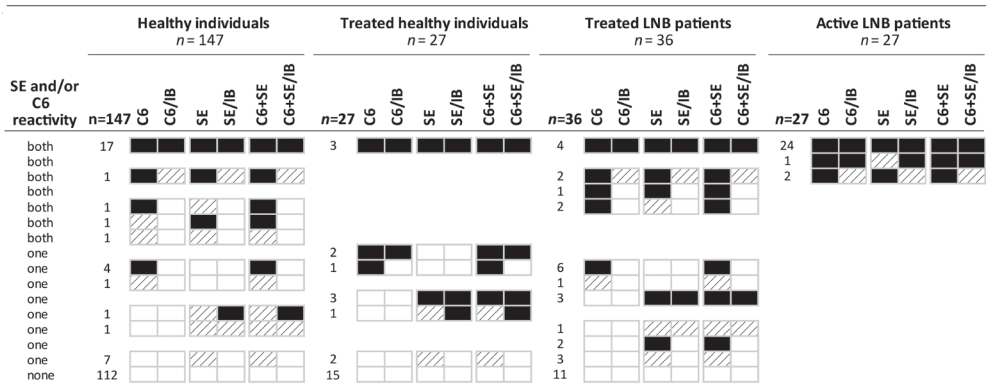 Healthy individuals Treated healthy individuals Treated LNB patients Active LNB patients
n = 147 n = 27 n = 36 n = 27
SE and/or
C6
reactivity n=147 C6 C6/IB SE SE/IB C6+SE C6+SE/IB n=27 C6 C6/IB SE SE/IB C6+SE C6+SE/IB n=36 C6 C6/IB SE SE/IB C6+SE C6+SE/IB n=27 C6 C6/IB SE SE/IB C6+SE C6+SE/IB
both 17 3 4 24
both 1
both 1 2 2
both 1
both 1 2
both 1
both 1
one 2
one 4 1 6
one 1 1
one 3 3
one 1 1
one 1 1
one 2
one 7 2 3
none 112 15 11